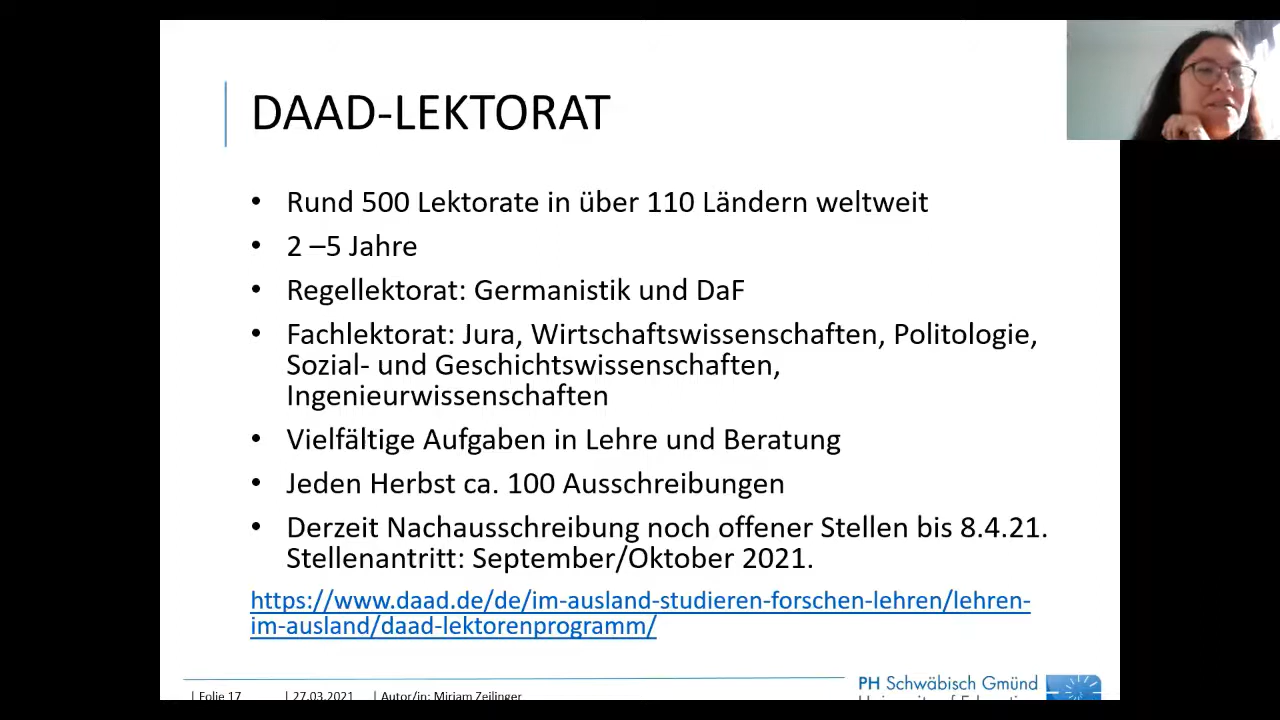 DAAD-LEKTORAT
• Rund 500 Lektorate in über 110 Ländern weltweit
• 2 –5 Jahre
• Regellektorat: Germanistik und DaF
• Fachlektorat: Jura, Wirtschaftswissenschaften, Politologie,
Sozial- und Geschichtswissenschaften,
Ingenieurwissenschaften
• Vielfältige Aufgaben in Lehre und Beratung
• Jeden Herbst ca. 100 Ausschreibungen
• Derzeit Nachausschreibung noch offener Stellen bis 8.4.21.
Stellenantritt: September/Oktober 2021.
https://www.daad.de/de/im-ausland-studieren-forschen-lehren/lehren-
im-ausland/daad-lektorenprogramm/
| Folie 17 | 27.03.2021 | Autor/in: Miriam Zeilinger
PH Schwäbisch Gmünd
University of Education